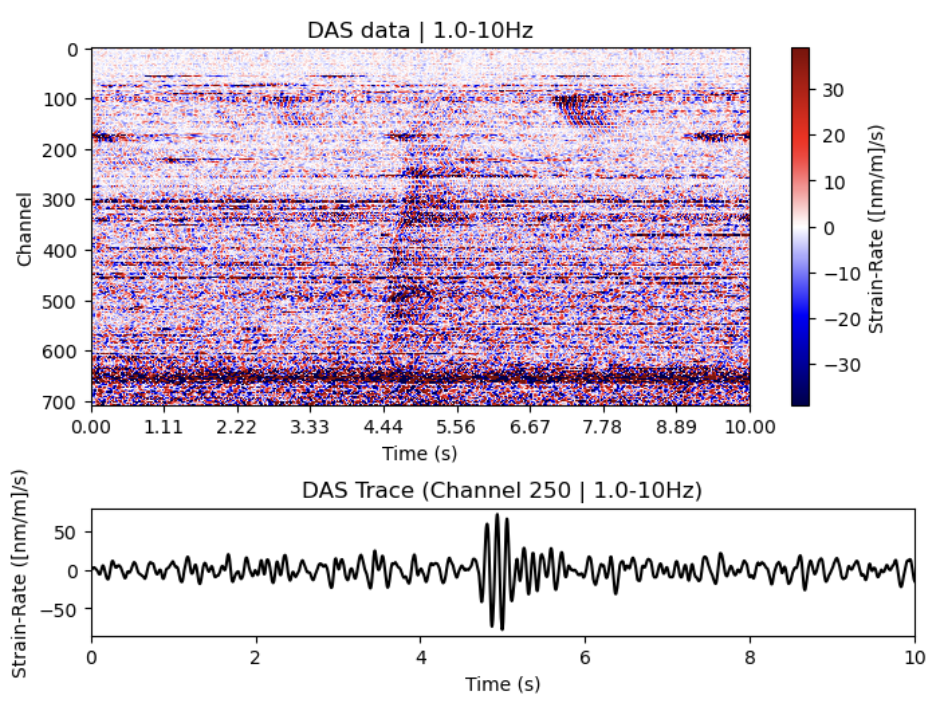 DAS data | 1.0-10Hz
0
100
200
300
400
500
600
700
Channel
0.00 1.11 2.22 3.33 4.44 5.56 6.67 7.78 8.89 10.00
Time (s)
30
20
10
0
−10
−20
−30
Strain-Rate ([nm/m]/s)
DAS Trace (Channel 250 | 1.0-10Hz)
50
0
−50
Strain-Rate ([nm/m]/s)
0 2 4 6 8 10
Time (s)